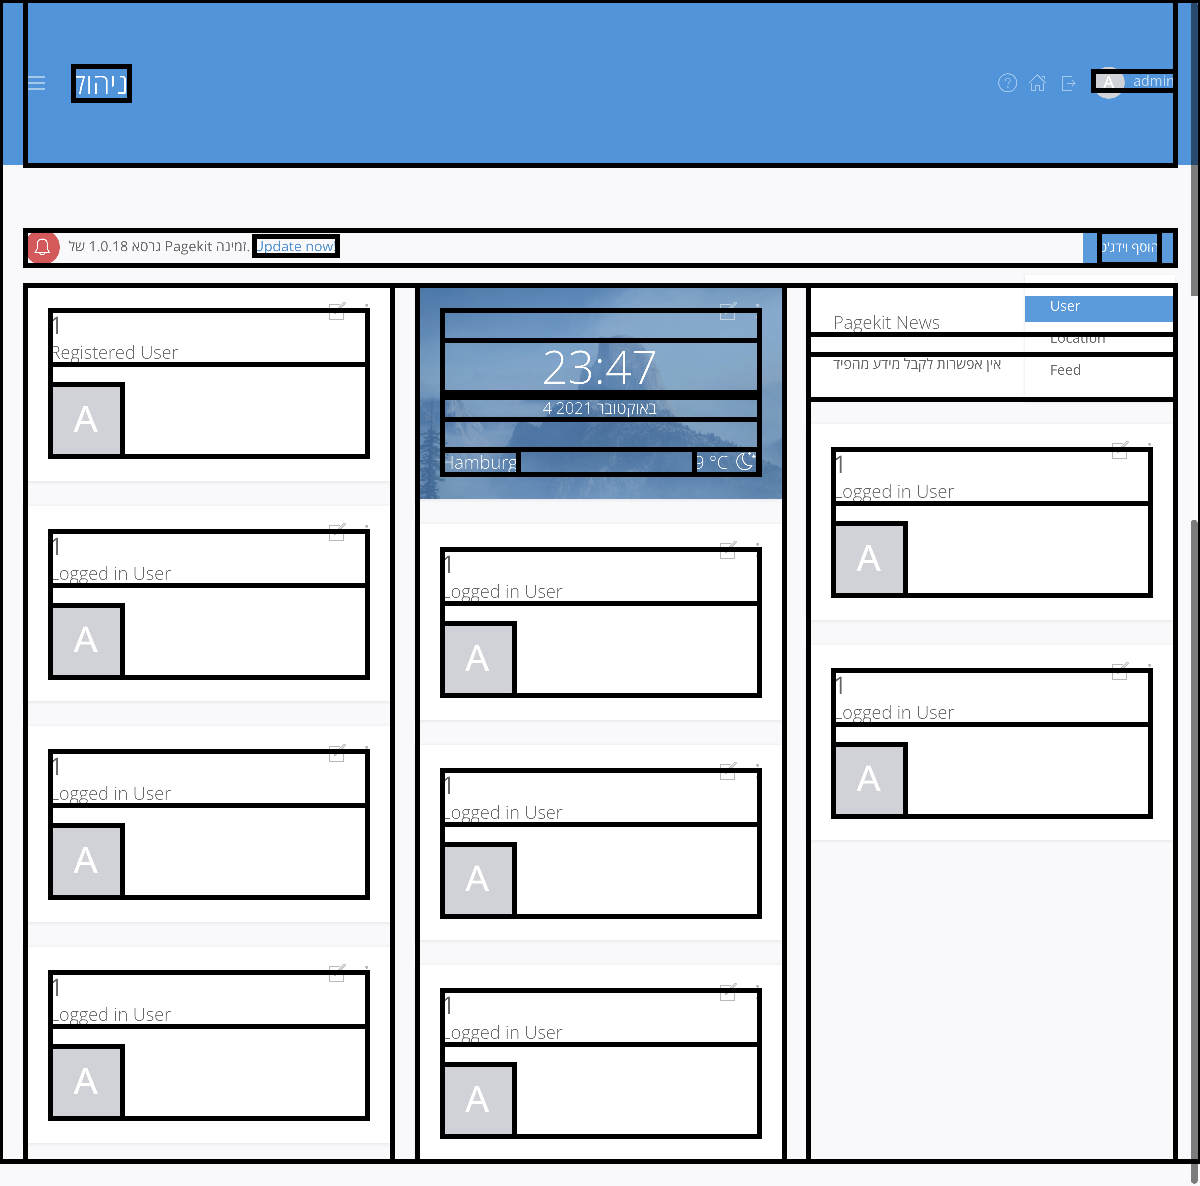 ניהול
A admin
של 1.0.18 גרסא Pagekit זמינה. Update now
הוסף וידג'ט
1
Registered User
A
1
Logged in User
A
1
Logged in User
A
1
Logged in User
A
23:47
4 באוקטובר 2021
Hamburg
9 °C
1
Logged in User
A
1
Logged in User
A
1
Logged in User
A
Pagekit News
אין אפשרות לקבל מידע מהפיד
User
Location
Feed
1
Logged in User
A
1
Logged in User
A